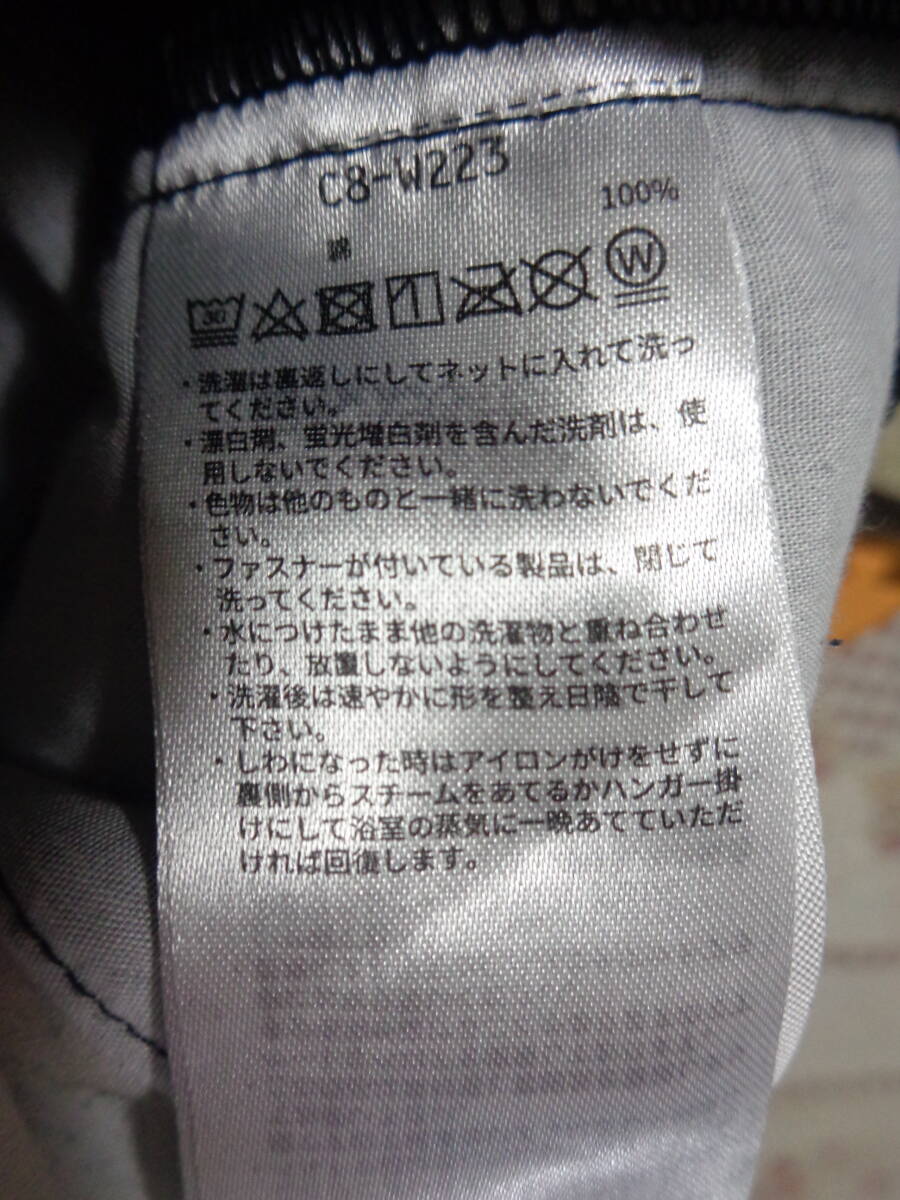 C8-W223
綿 100%
30 W
・洗濯は裏返しにしてネットに入れて洗っ
てください。
・漂白剤、蛍光増白剤を含んだ洗剤は、使
用しないでください。
・色物は他のものと一緒に洗わないでくだ
さい。
・ファスナーが付いている製品は、閉じて
洗ってください。
・水につけたまま他の洗濯物と重ね合わせ
たり、放置しないようにしてください。
・洗濯後は速やかに形を整え日陰で干して
下さい。
・しわになった時はアイロンがけをせずに
裏側からスチームをあてるかハンガー掛
けにして浴室の蒸気に一晩あてていただ
ければ回復します。